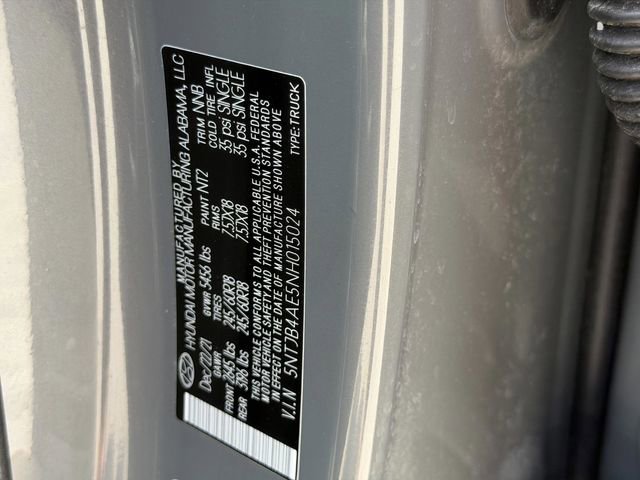 MANUFACTURED BY
HYUNDAI MOTOR MANUFACTURING ALABAMA, LLC
Dec/21/21 PAINT NT2 TRIM NNB
GAWR GVWR 5456 lbs
TIRES RIMS COLD TIRE INFL
FRONT 2645 lbs 245/60R18 7.5JX18 35 psi SINGLE
REAR 245/60R18 7.5JX18 35 psi SINGLE
THIS VEHICLE CONFORMS TO ALL APPLICABLE U.S.A. FEDERAL
MOTOR VEHICLE SAFETY AND THEFT PREVENTION STANDARDS
IN EFFECT ON THE DATE OF MANUFACTURE SHOWN ABOVE
V.I.N 5NTJB4AE5NH015024 TYPE:TRUCK